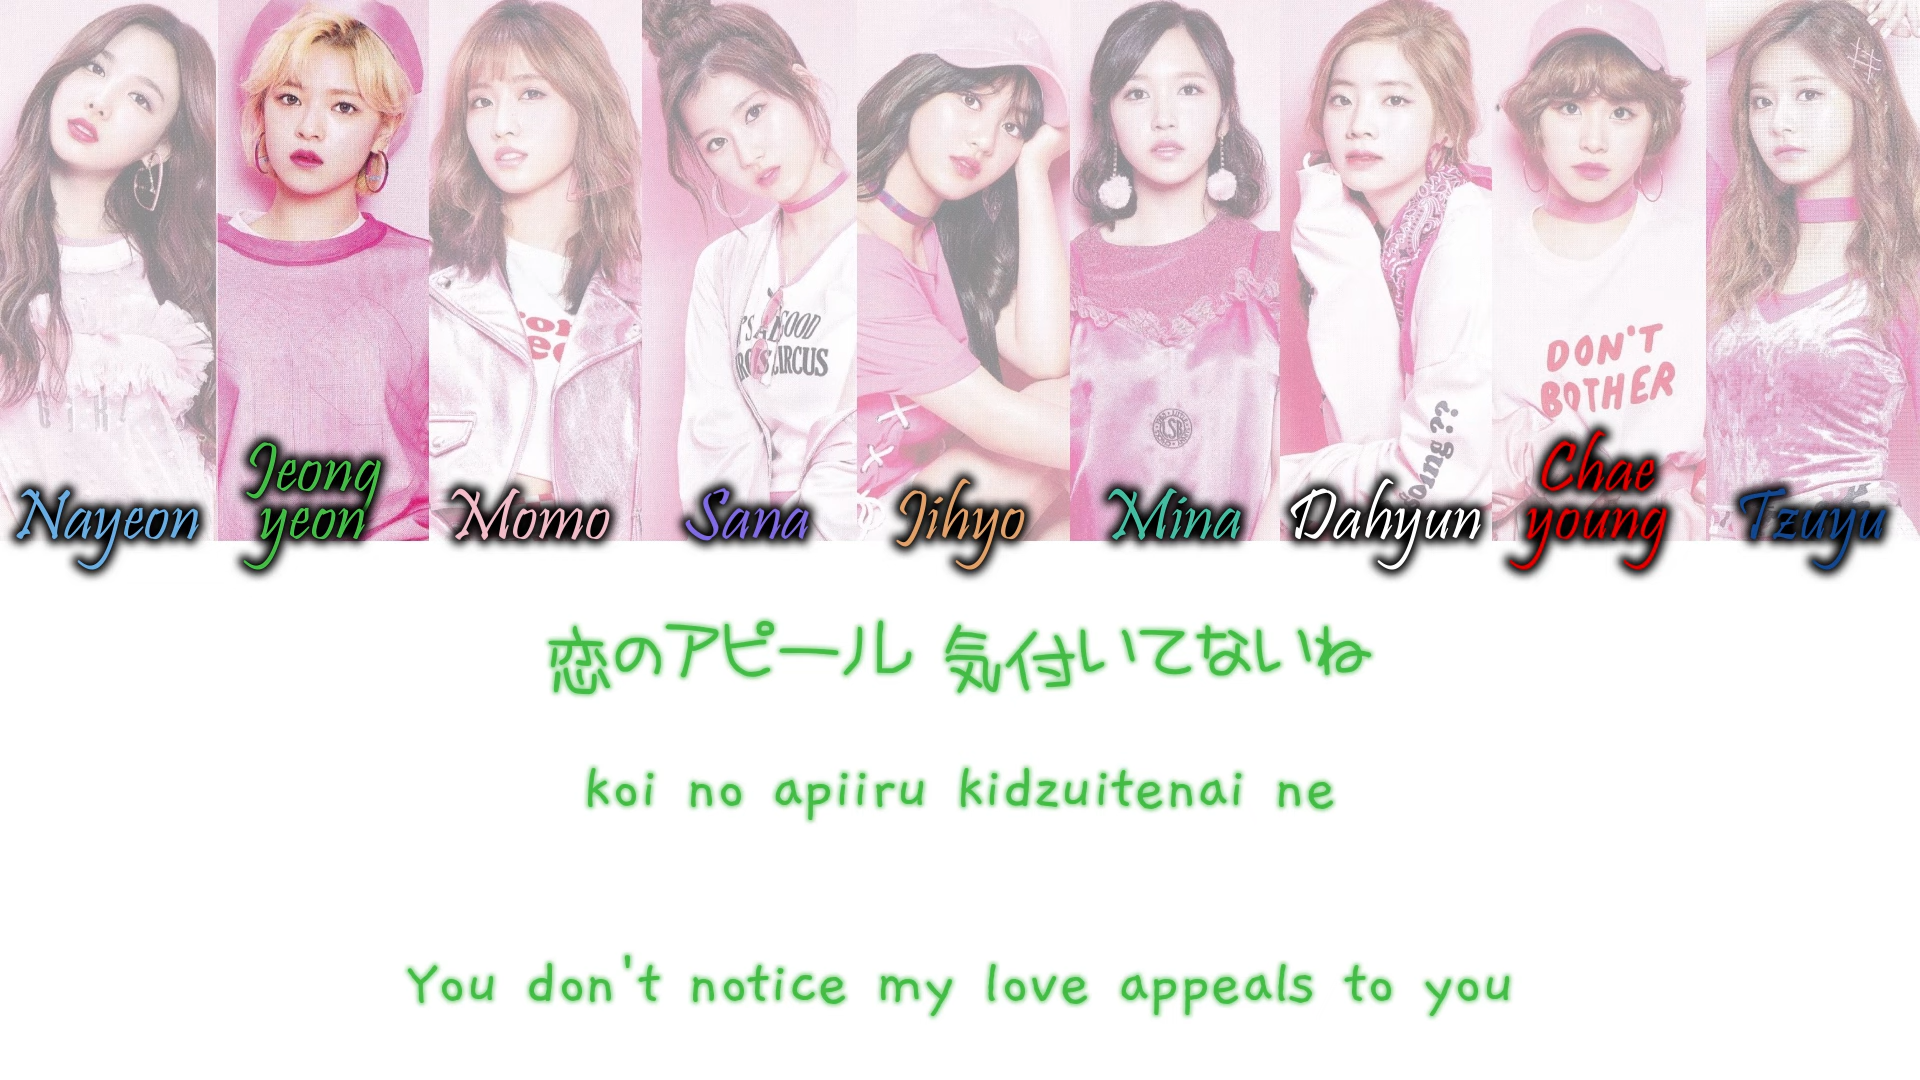 DON'T
BOTHER
Nayeon
Jeong
yeon
Momo
Sana
Jihyo
Mina
Dahyun
Chae
young
Tzuyu
恋のアピール 気付いてないね
koi no apiiru kidzuitenai ne
You don't notice my love appeals to you